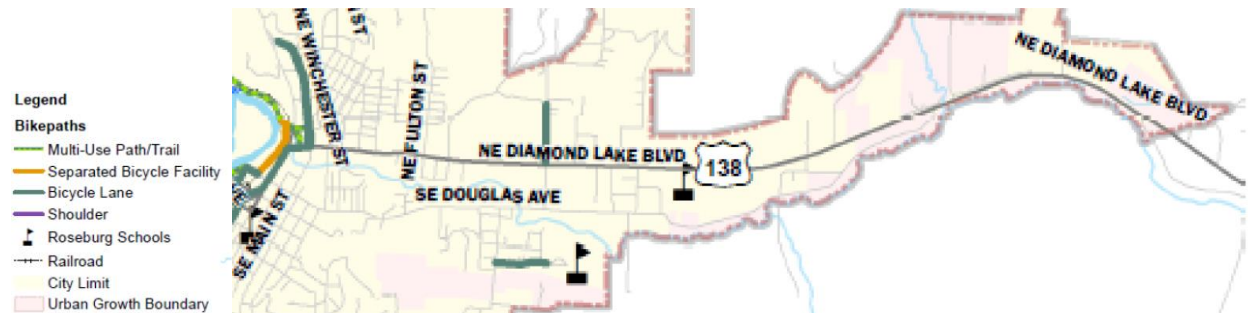 Legend
Bikepaths
Multi-Use Path/Trail
Separated Bicycle Facility
Bicycle Lane
Shoulder
Roseburg Schools
Railroad
City Limit
Urban Growth Boundary
NE WINCHESTER ST
ST
NE FULTON ST
NE DIAMOND LAKE BLVD
138
NE DIAMOND LAKE BLVD
SE DOUGLAS AVE
SE MAIN ST